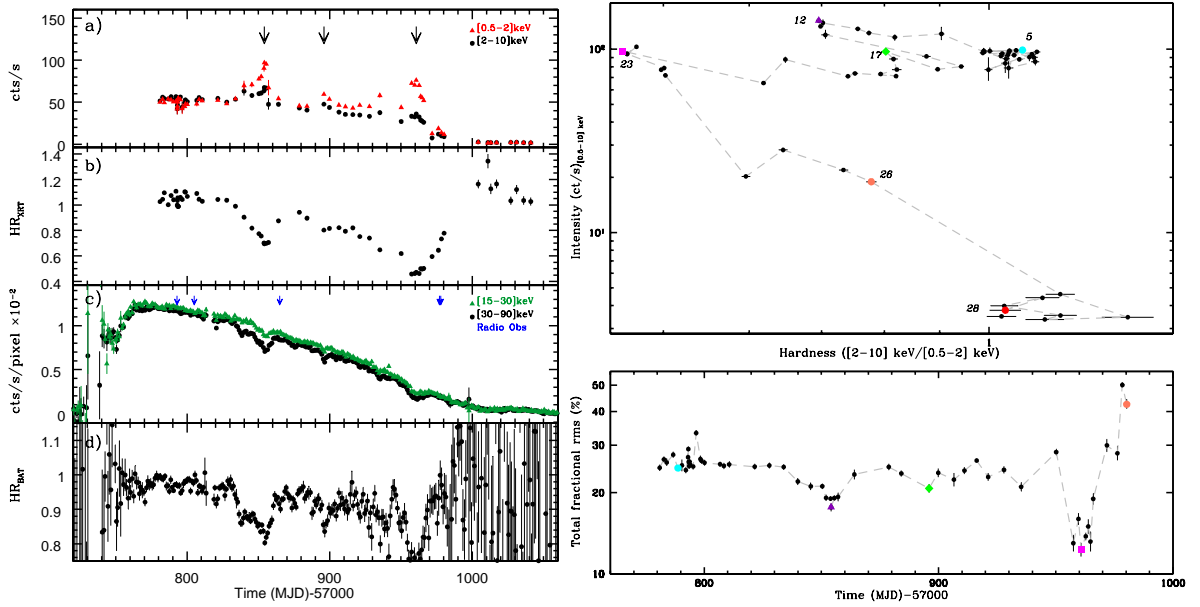 a)
[0.5-2]keV
[2-10]keV
cts/s
150
100
50
0
b)
HR_XRT
1.4
1.2
1
0.8
0.6
0.4
c)
[15-30]keV
[30-90]keV
Radio Obs
cts/s/pixel ×10⁻²
1
0.5
0
d)
HR_BAT
1.1
1
0.9
0.8
800
900
1000
Time (MJD)-57000
Intensity (ct/s)[0.5-10] keV
10²
10¹
12
17
5
23
26
28
1
Hardness ([2-10] keV/[0.5-2] keV)
Total fractional rms (%)
50
40
30
20
10
800
900
1000
Time (MJD)-57000